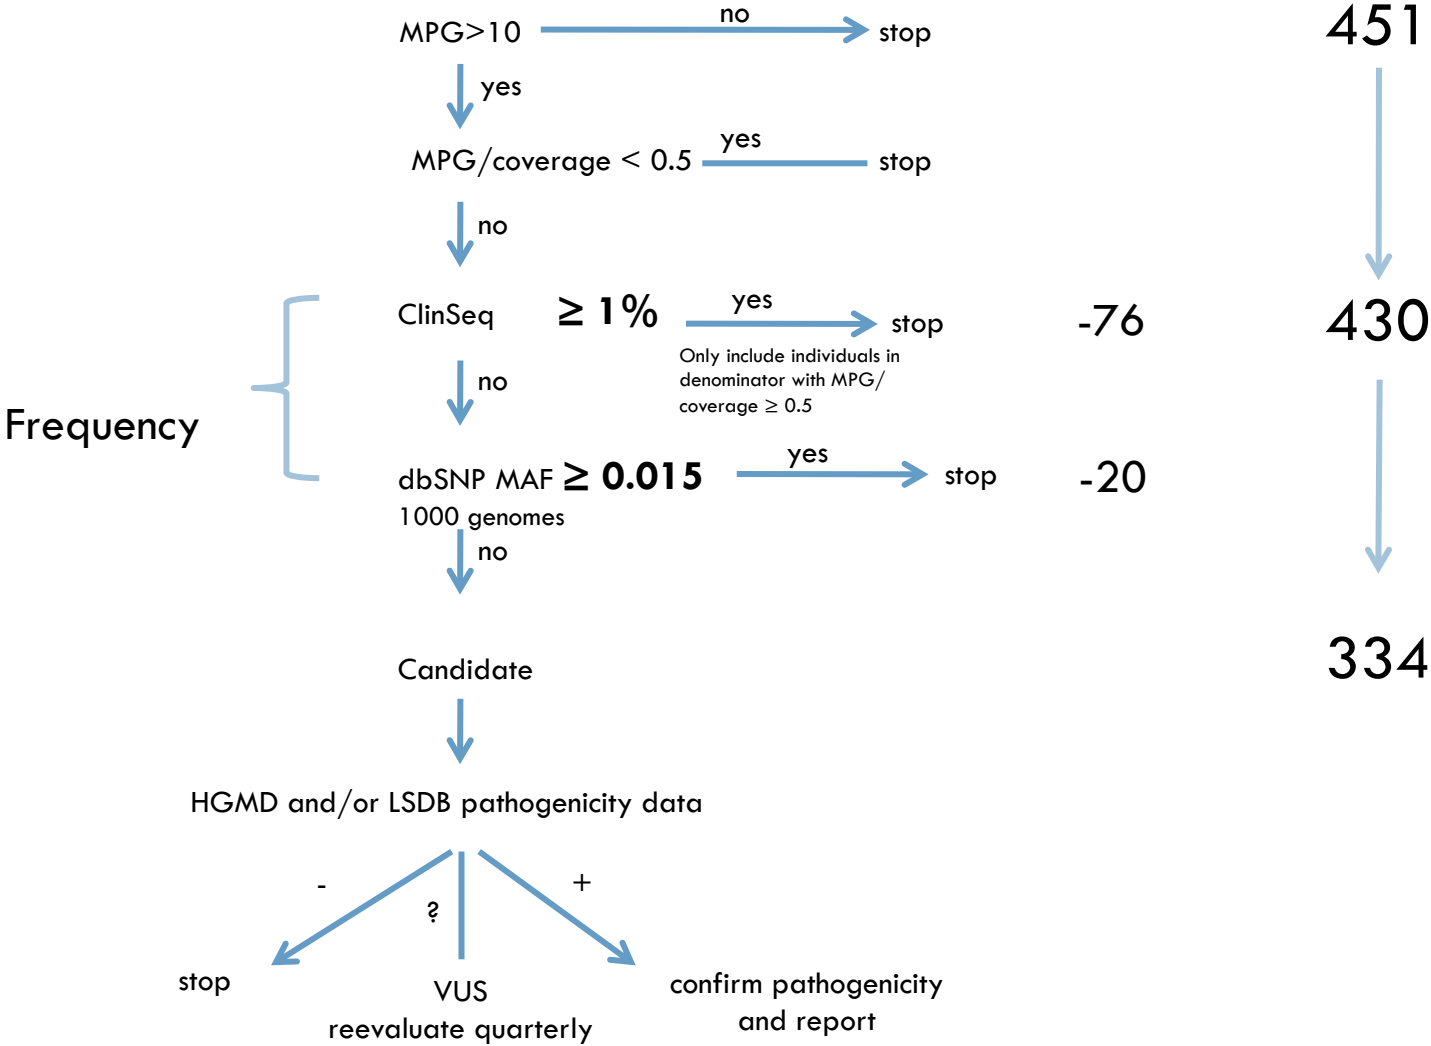 MPG>10
no
stop
451
yes
MPG/coverage < 0.5
yes
stop
no
ClinSeq
≥ 1%
yes
stop
-76
430
Only include individuals in
denominator with MPG/
coverage ≥ 0.5
no
Frequency
dbSNP MAF ≥ 0.015
yes
stop
-20
1000 genomes
no
Candidate
334
HGMD and/or LSDB pathogenicity data
-
?
+
stop
VUS
reevaluate quarterly
confirm pathogenicity
and report